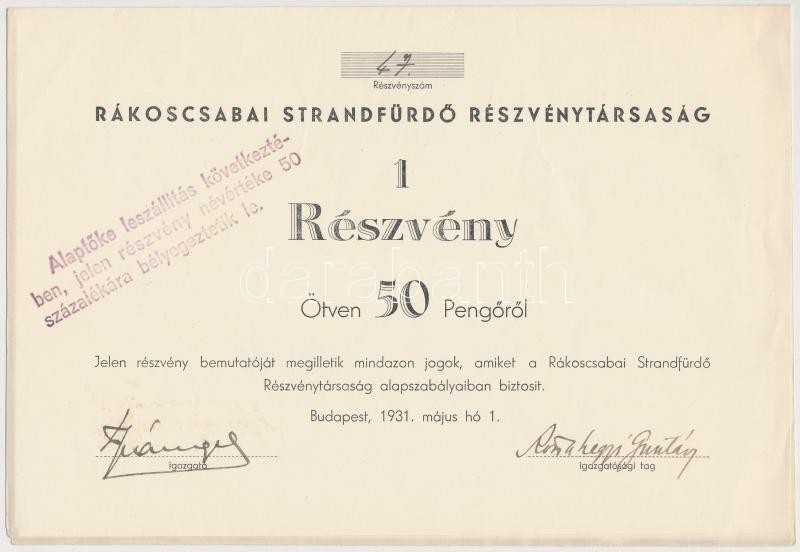 47.
Részvényszám
RÁKOSCSABAI STRANDFÜRDŐ RÉSZVÉNYTÁRSASÁG
Alaptőke leszállitás következté-
ben, jelen részvény névértéke 50
százalékára bélyegeztetik le.
1
Részvény
darabanth
Ötven 50 Pengőről
Jelen részvény bemutatóját megilletik mindazon jogok, amiket a Rákoscsabai Strandfürdő
Részvénytársaság alapszabályaiban biztosit.
Budapest, 1931. május hó 1.
igazgató
igazgatósági tag